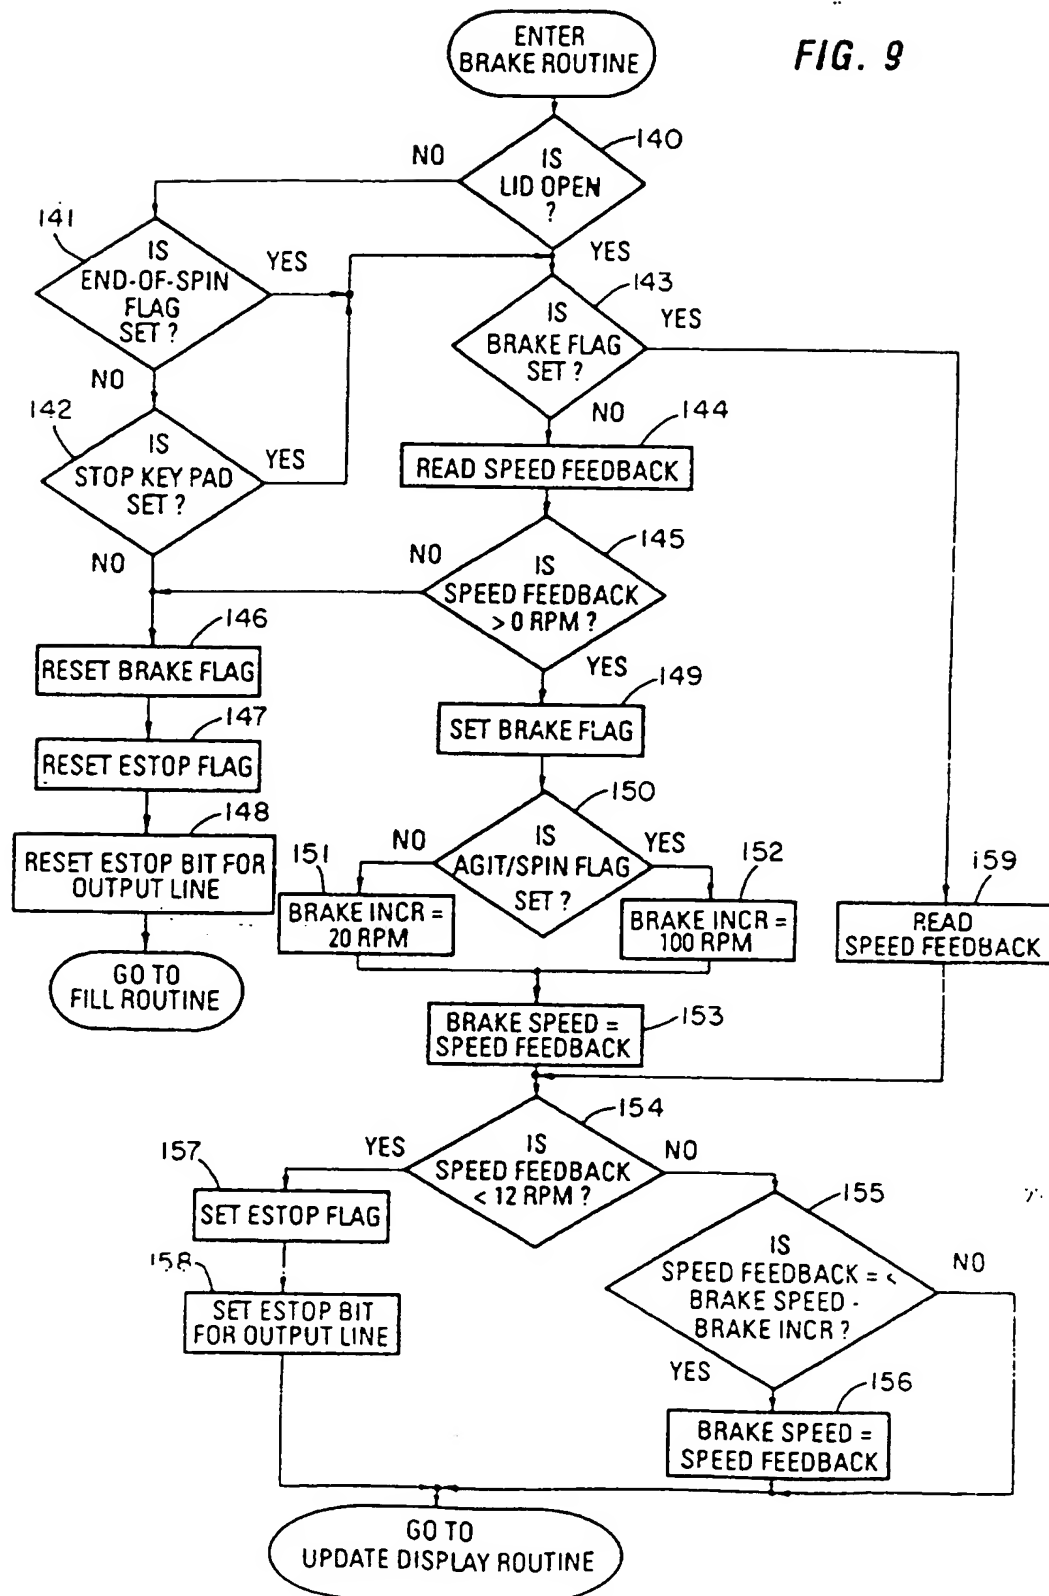 FIG. 9
ENTER
BRAKE ROUTINE
140
IS
LID OPEN
?
NO
YES
141
IS
END-OF-SPIN
FLAG
SET ?
YES
NO
143
IS
BRAKE FLAG
SET ?
YES
NO
142
IS
STOP KEY PAD
SET ?
YES
NO
144
READ SPEED FEEDBACK
145
IS
SPEED FEEDBACK
> 0 RPM ?
NO
YES
146
RESET BRAKE FLAG
147
RESET ESTOP FLAG
148
RESET ESTOP BIT FOR
OUTPUT LINE
GO TO
FILL ROUTINE
149
SET BRAKE FLAG
150
IS
AGIT/SPIN FLAG
SET ?
NO
YES
151
BRAKE INCR =
20 RPM
152
BRAKE INCR =
100 RPM
159
READ
SPEED FEEDBACK
153
BRAKE SPEED =
SPEED FEEDBACK
154
IS
SPEED FEEDBACK
< 12 RPM ?
YES
NO
157
SET ESTOP FLAG
158
SET ESTOP BIT
FOR OUTPUT LINE
155
IS
SPEED FEEDBACK = <
BRAKE SPEED -
BRAKE INCR ?
NO
YES
156
BRAKE SPEED =
SPEED FEEDBACK
GO TO
UPDATE DISPLAY ROUTINE